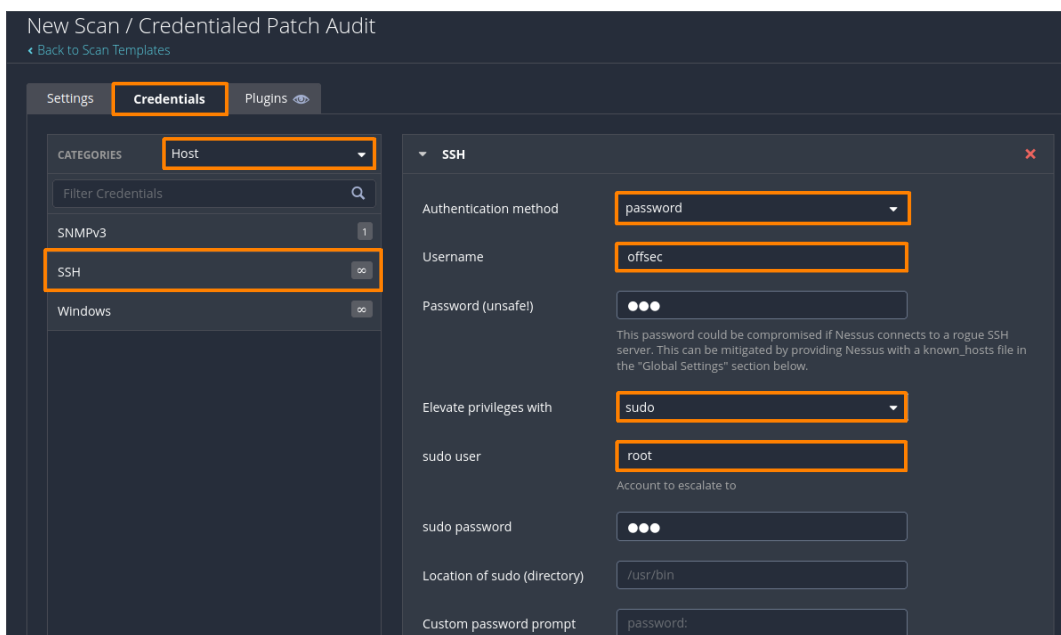 New Scan / Credentialed Patch Audit
‹ Back to Scan Templates
Settings
Credentials
Plugins
CATEGORIES
Host
Filter Credentials
SNMPv3
1
SSH
∞
Windows
∞
SSH
Authentication method
password
Username
offsec
Password (unsafe!)
●●●
This password could be compromised if Nessus connects to a rogue SSH
server. This can be mitigated by providing Nessus with a known_hosts file in
the "Global Settings" section below.
Elevate privileges with
sudo
sudo user
root
Account to escalate to
sudo password
●●●
Location of sudo (directory)
/usr/bin
Custom password prompt
password: